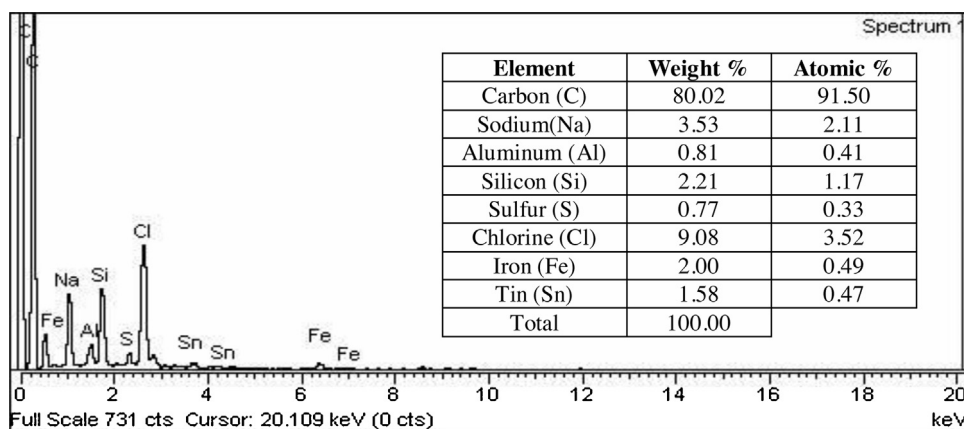 Spectrum 1
Element Weight % Atomic %
Carbon (C) 80.02 91.50
Sodium(Na) 3.53 2.11
Aluminum (Al) 0.81 0.41
Silicon (Si) 2.21 1.17
Sulfur (S) 0.77 0.33
Chlorine (Cl) 9.08 3.52
Iron (Fe) 2.00 0.49
Tin (Sn) 1.58 0.47
Total 100.00
C
C
Fe
Na
Al
Si
S
Cl
Sn
Sn
Fe
Fe
0 2 4 6 8 10 12 14 16 18 20
Full Scale 731 cts Cursor: 20.109 keV (0 cts) keV